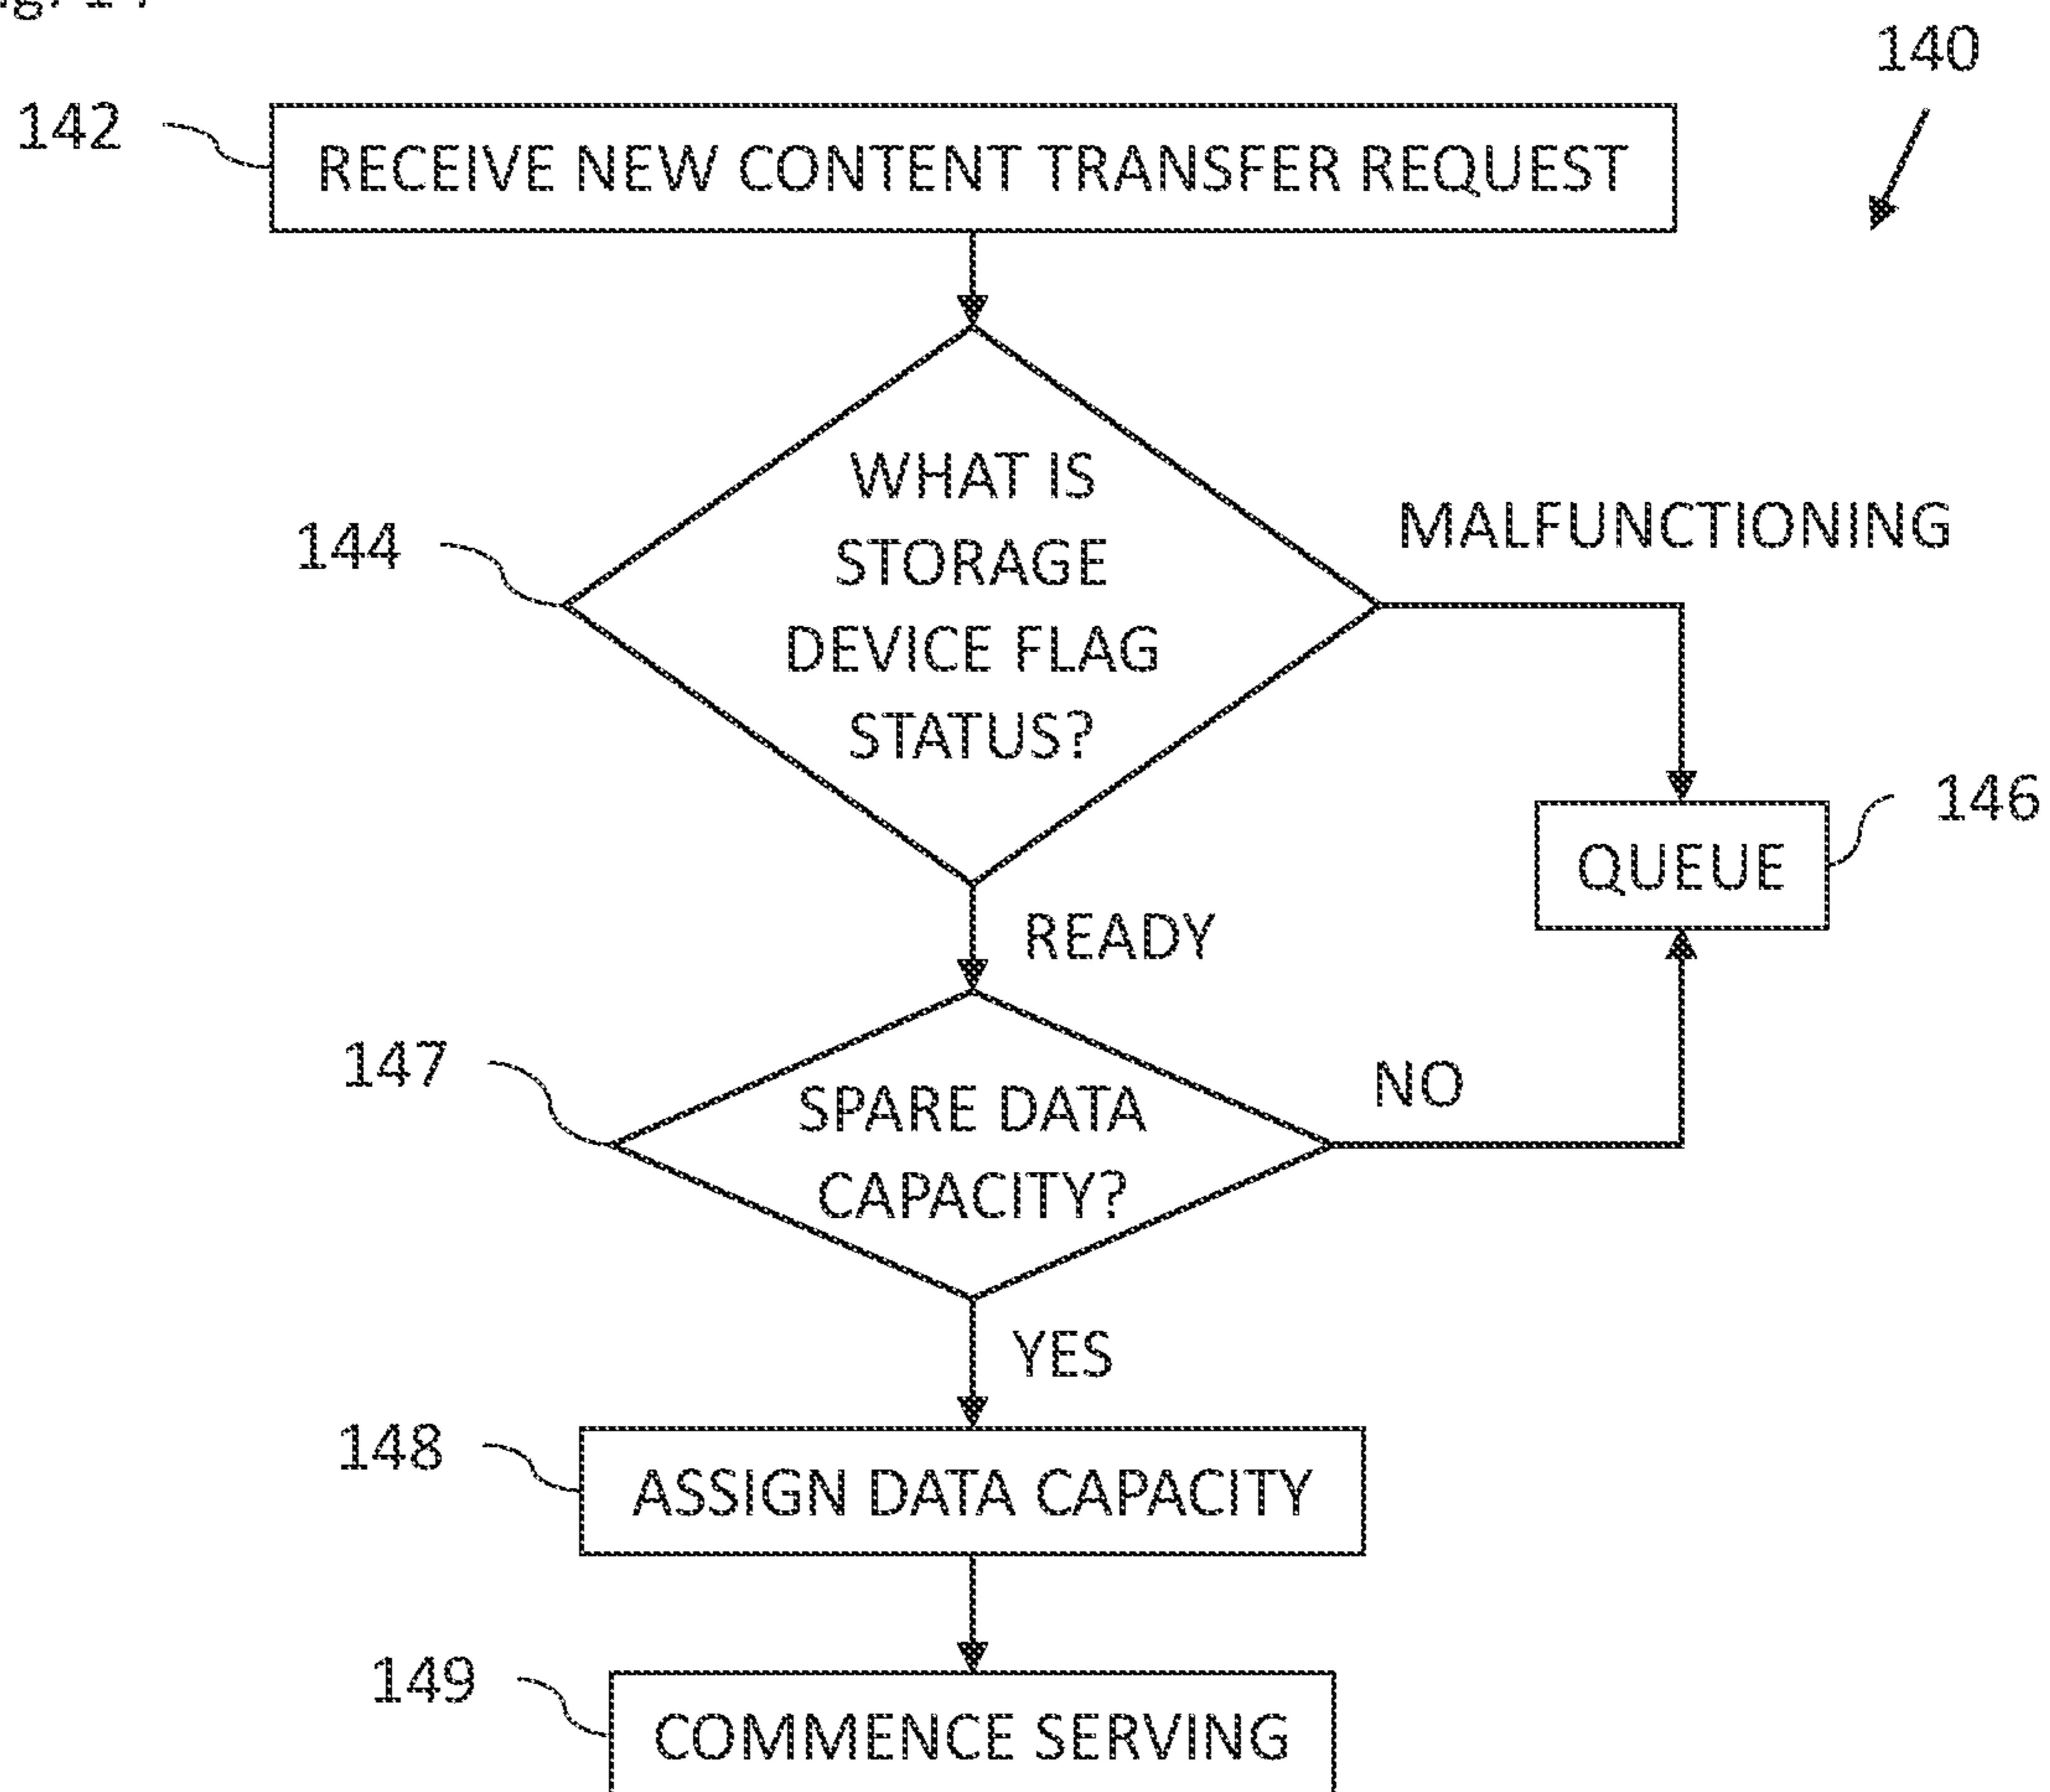 140
142
RECEIVE NEW CONTENT TRANSFER REQUEST
WHAT IS
STORAGE
DEVICE FLAG
STATUS?
144
MALFUNCTIONING
146
QUEUE
READY
147
SPARE DATA
CAPACITY?
NO
YES
148
ASSIGN DATA CAPACITY
149
COMMENCE SERVING